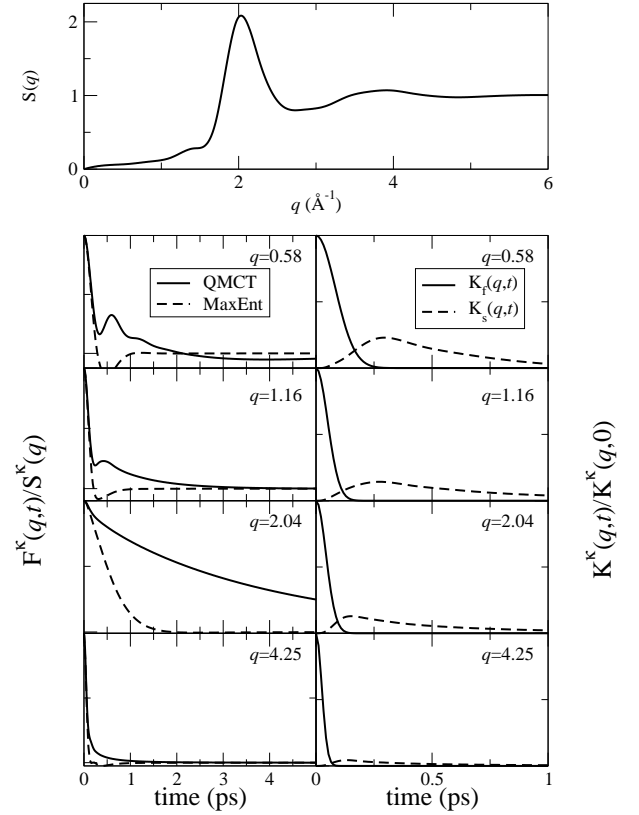 2
1
0
S(q)
0 2 4 6
q (Å⁻¹)
q=0.58
QMCT
MaxEnt
q=0.58
K_f(q,t)
K_s(q,t)
q=1.16
q=1.16
q=2.04
q=2.04
q=4.25
q=4.25
0 1 2 3 4 5
0 0.5 1
time (ps)
time (ps)
F^κ(q,t)/S^κ(q)
K^κ(q,t)/K^κ(q,0)